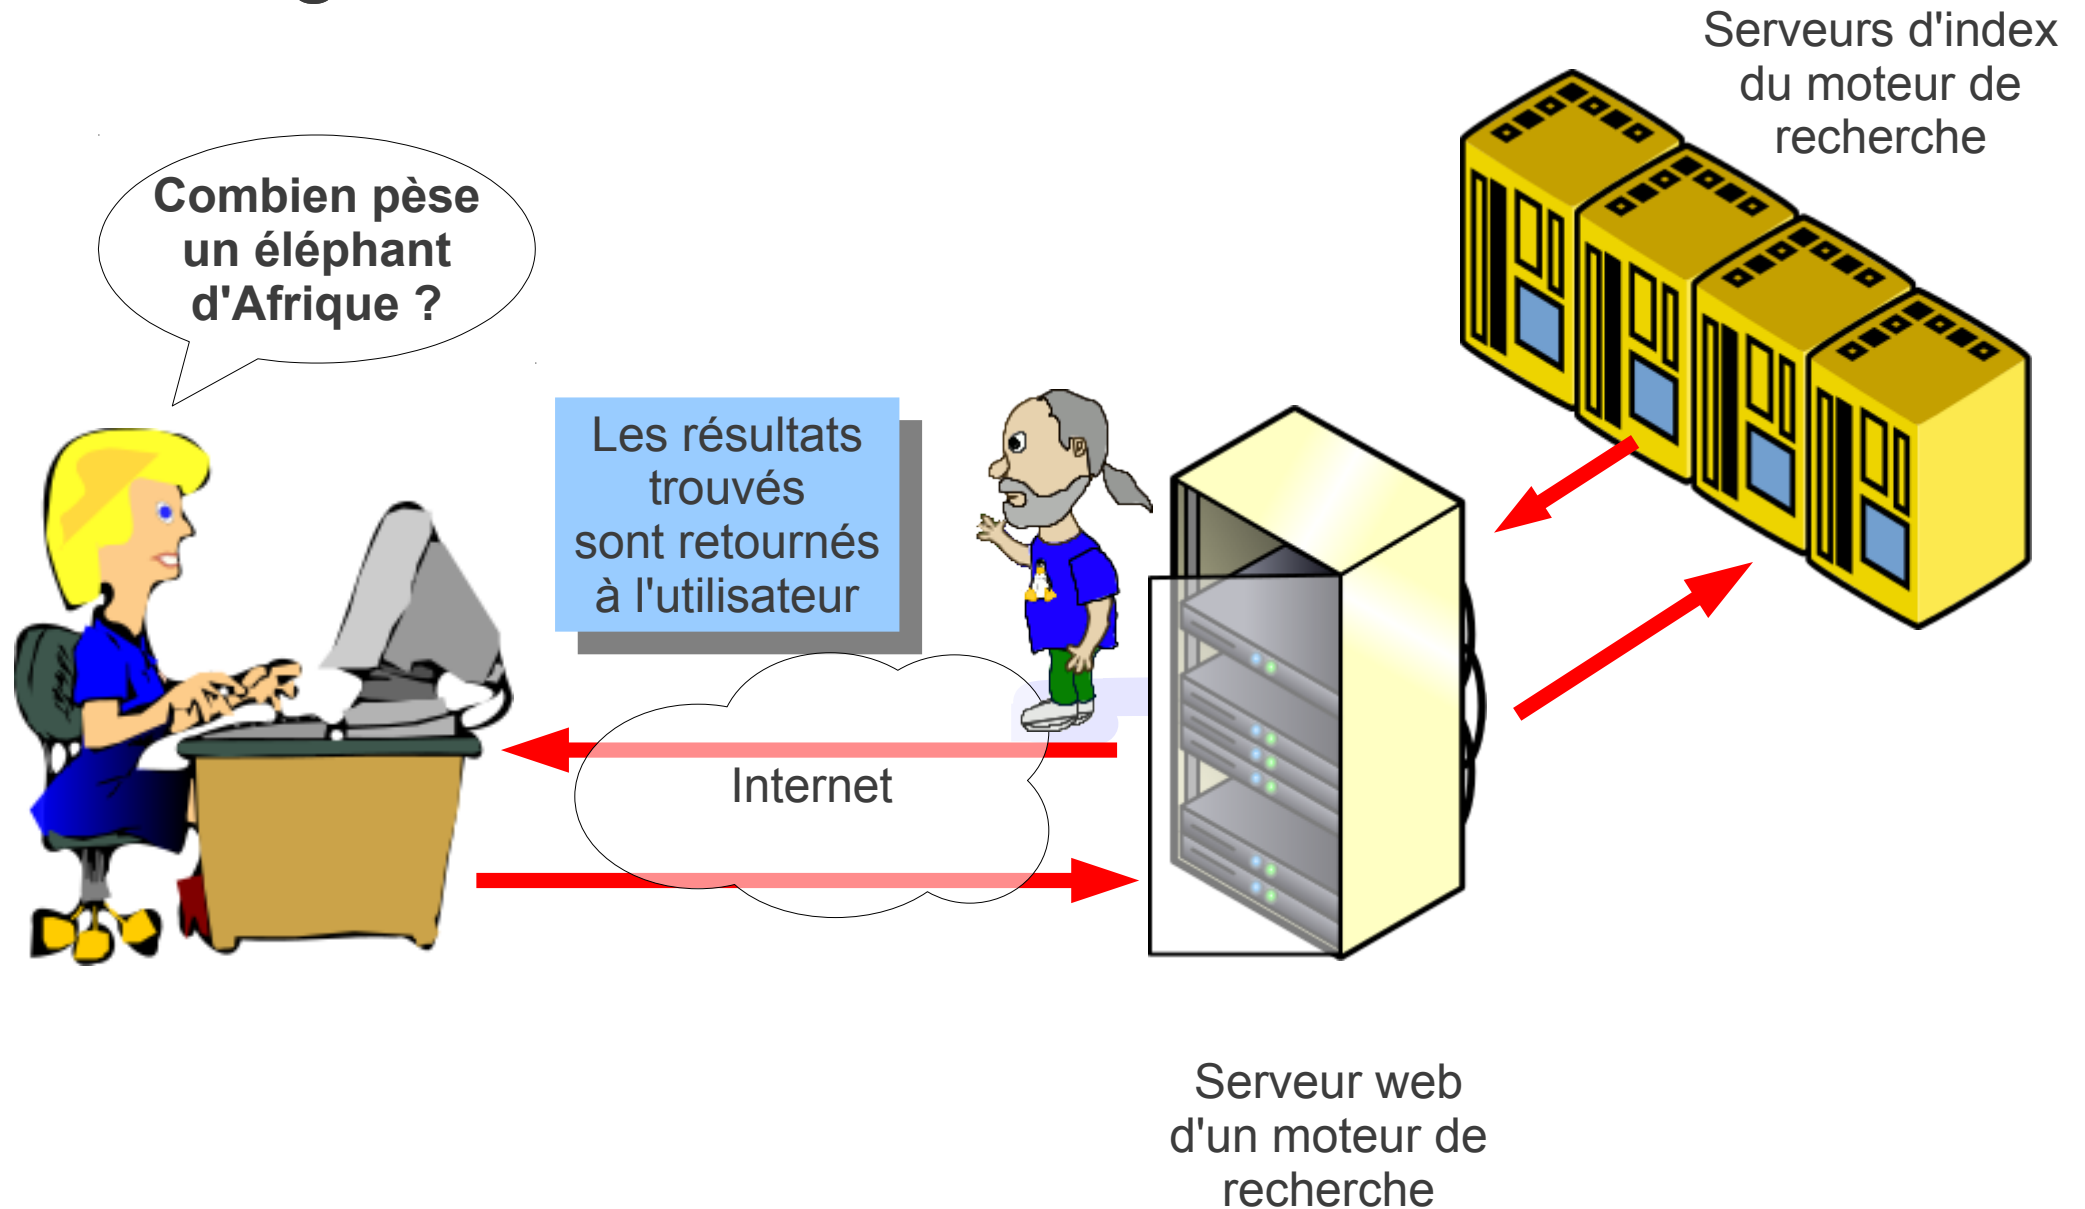 Serveurs d'index
du moteur de
recherche
Combien pèse
un éléphant
d'Afrique ?
Les résultats
trouvés
sont retournés
à l'utilisateur
Internet
Serveur web
d'un moteur de
recherche